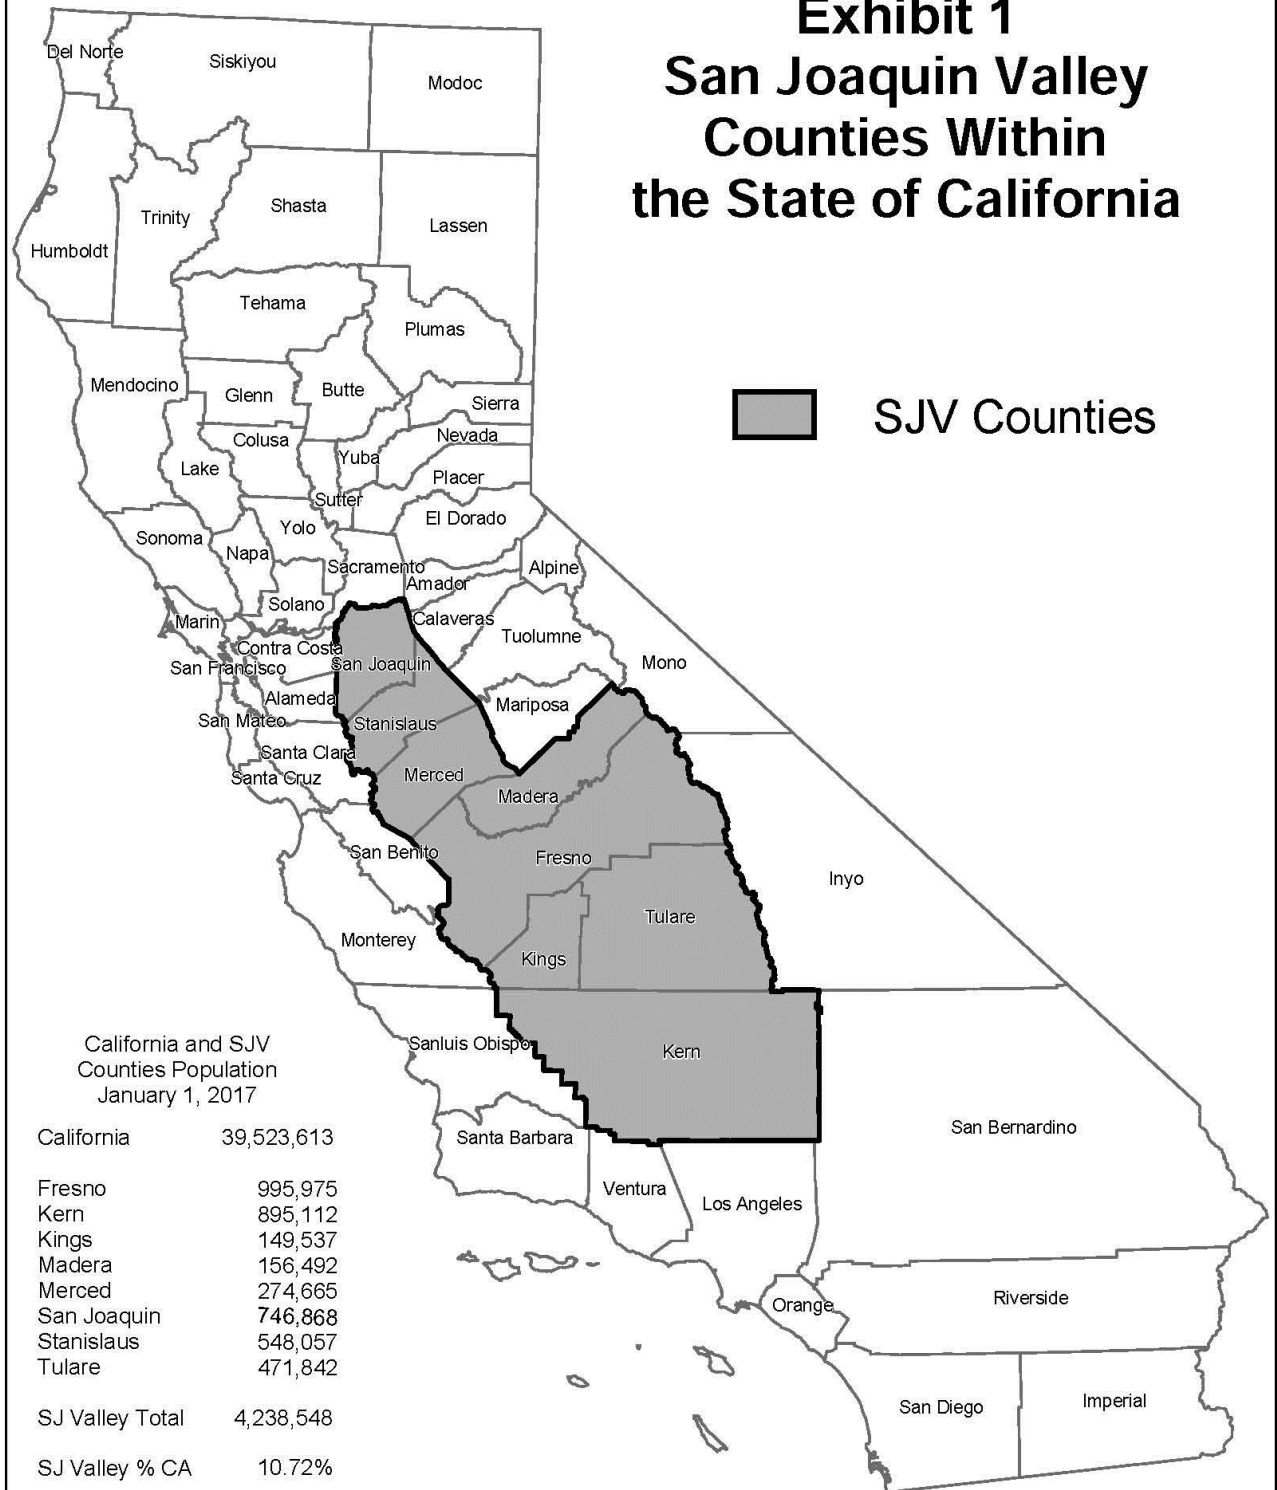 Exhibit 1
San Joaquin Valley
Counties Within
the State of California
SJV Counties
Del Norte
Siskiyou
Modoc
Humboldt
Trinity
Shasta
Lassen
Tehama
Plumas
Mendocino
Glenn
Butte
Sierra
Colusa
Nevada
Lake
Yuba
Placer
Sutter
El Dorado
Sonoma
Napa
Yolo
Sacramento
Amador
Alpine
Solano
Marin
Calaveras
Tuolumne
Contra Costa
San Francisco
San Joaquin
Mono
Alameda
Mariposa
San Mateo
Stanislaus
Santa Clara
Santa Cruz
Merced
Madera
San Benito
Fresno
Inyo
Tulare
Monterey
Kings
Sanluis Obispo
Kern
Santa Barbara
San Bernardino
Ventura
Los Angeles
Orange
Riverside
San Diego
Imperial
California and SJV
Counties Population
January 1, 2017
California 39,523,613
Fresno 995,975
Kern 895,112
Kings 149,537
Madera 156,492
Merced 274,665
San Joaquin 746,868
Stanislaus 548,057
Tulare 471,842
SJ Valley Total 4,238,548
SJ Valley % CA 10.72%